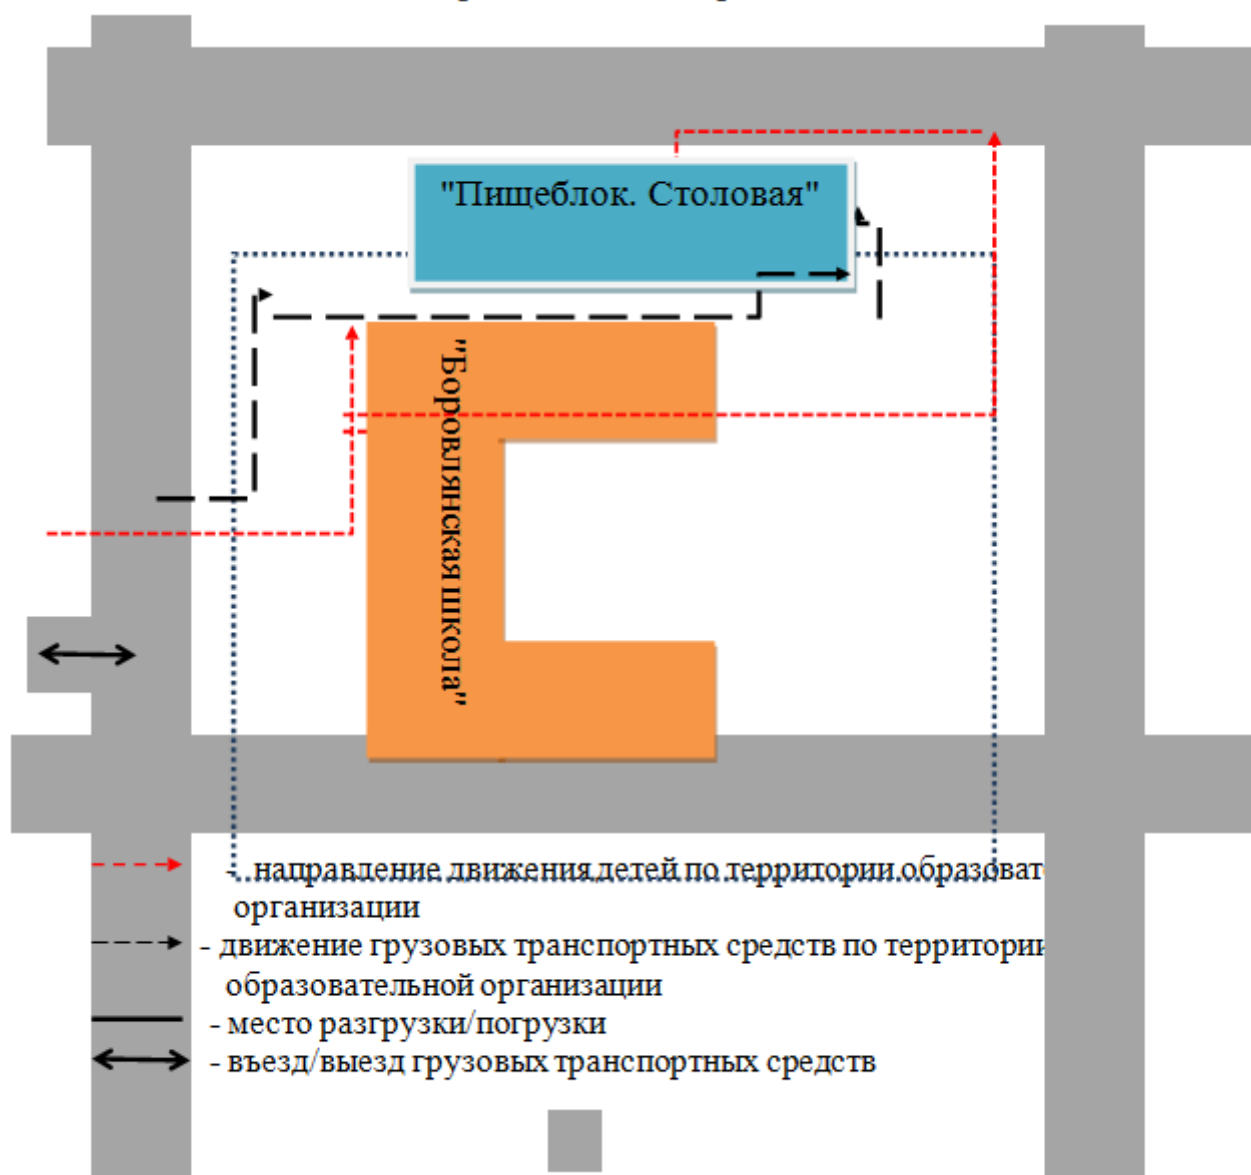 "Пищеблок. Столовая"
"Боровлянская школа"
- направление движения детей по территории образоват
организации
- движение грузовых транспортных средств по территории
образовательной организации
- место разгрузки/погрузки
- въезд/выезд грузовых транспортных средств